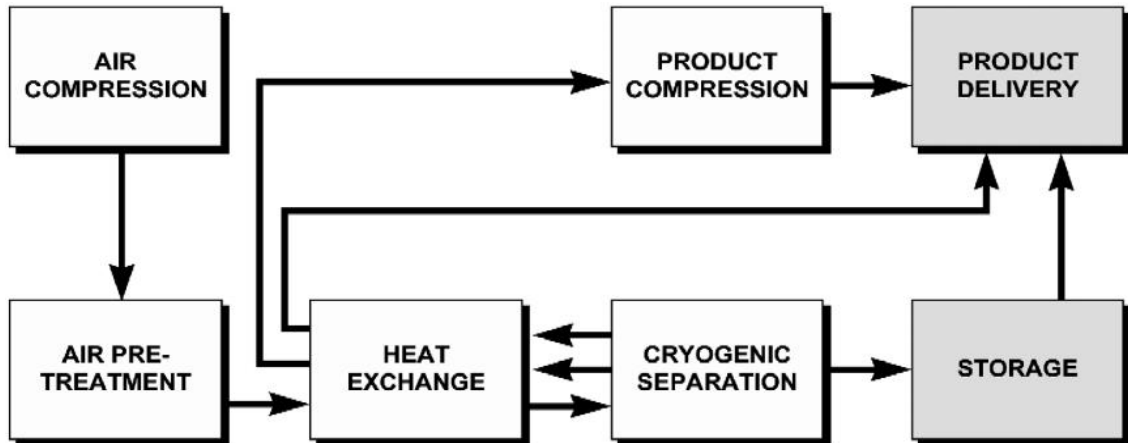 AIR
COMPRESSION
PRODUCT
COMPRESSION
PRODUCT
DELIVERY
AIR PRE-
TREATMENT
HEAT
EXCHANGE
CRYOGENIC
SEPARATION
STORAGE